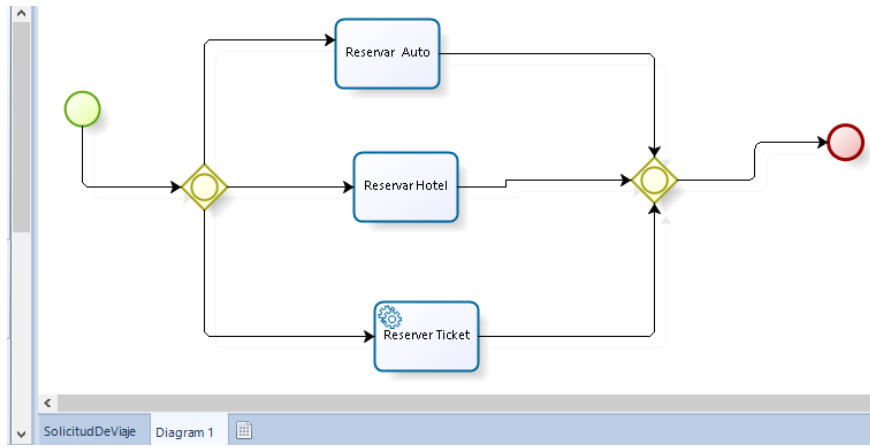 Reservar Auto
Reservar Hotel
Reserver Ticket
SolicitudDeViaje
Diagram 1